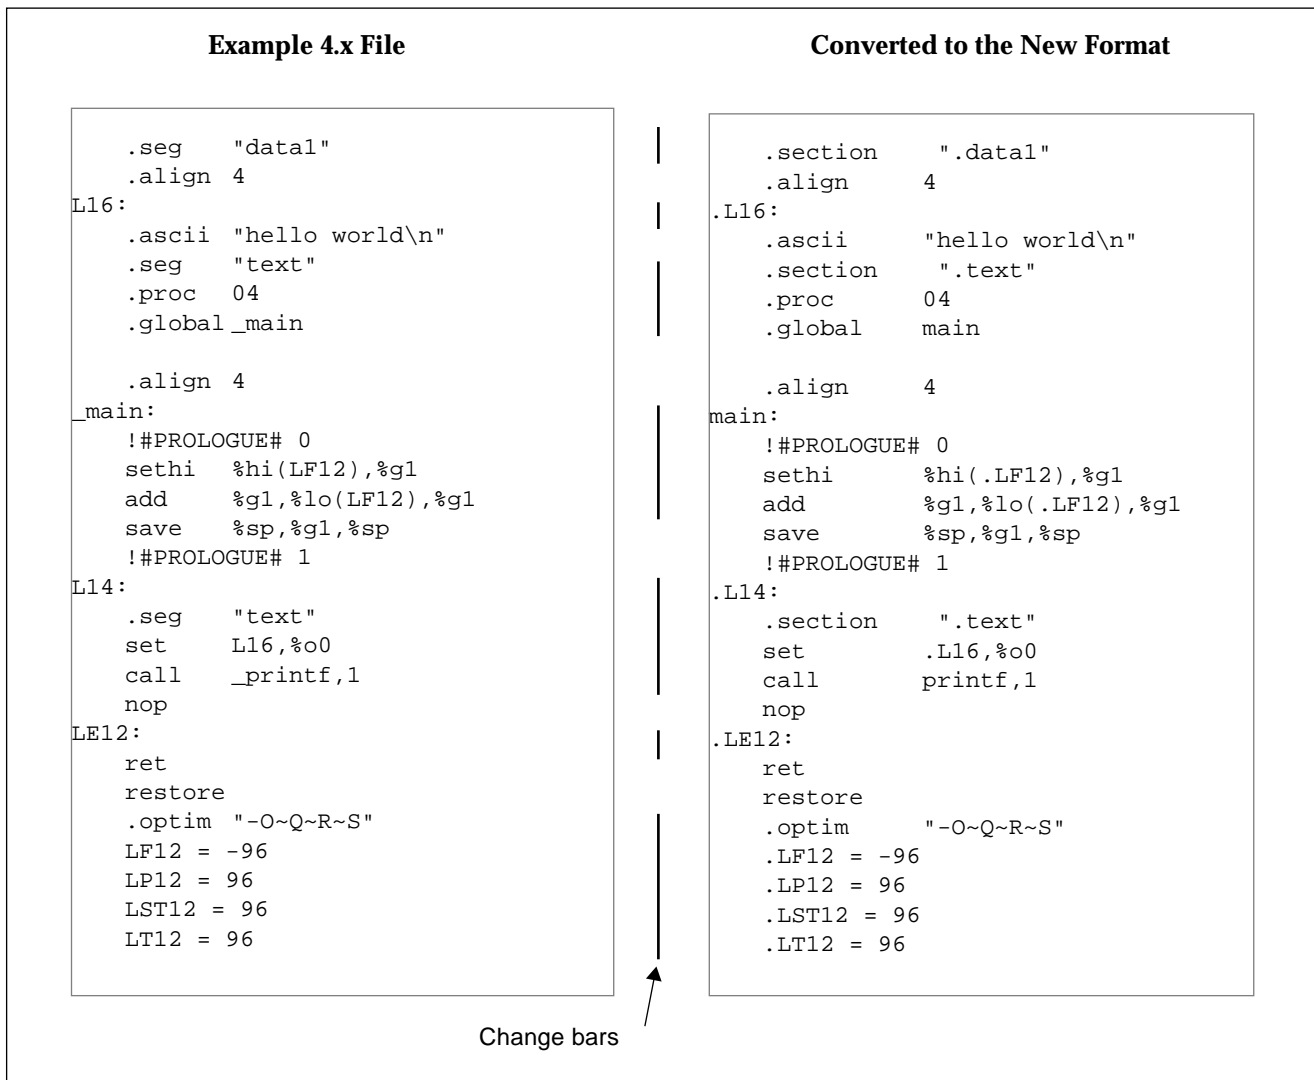 Example 4.x File
.seg "data1"
.align 4
L16:
.ascii "hello world\n"
.seg "text"
.proc 04
.global _main
.align 4
_main:
!#PROLOGUE# 0
sethi %hi(LF12),%g1
add %g1,%lo(LF12),%g1
save %sp,%g1,%sp
!#PROLOGUE# 1
L14:
.seg "text"
set L16,%o0
call _printf,1
nop
LE12:
ret
restore
.optim "-O~Q~R~S"
LF12 = -96
LP12 = 96
LST12 = 96
LT12 = 96
Converted to the New Format
.section ".data1"
.align 4
.L16:
.ascii "hello world\n"
.section ".text"
.proc 04
.global main
.align 4
main:
!#PROLOGUE# 0
sethi %hi(.LF12),%g1
add %g1,%lo(.LF12),%g1
save %sp,%g1,%sp
!#PROLOGUE# 1
.L14:
.section ".text"
set .L16,%o0
call printf,1
nop
.LE12:
ret
restore
.optim "-O~Q~R~S"
.LF12 = -96
.LP12 = 96
.LST12 = 96
.LT12 = 96
Change bars